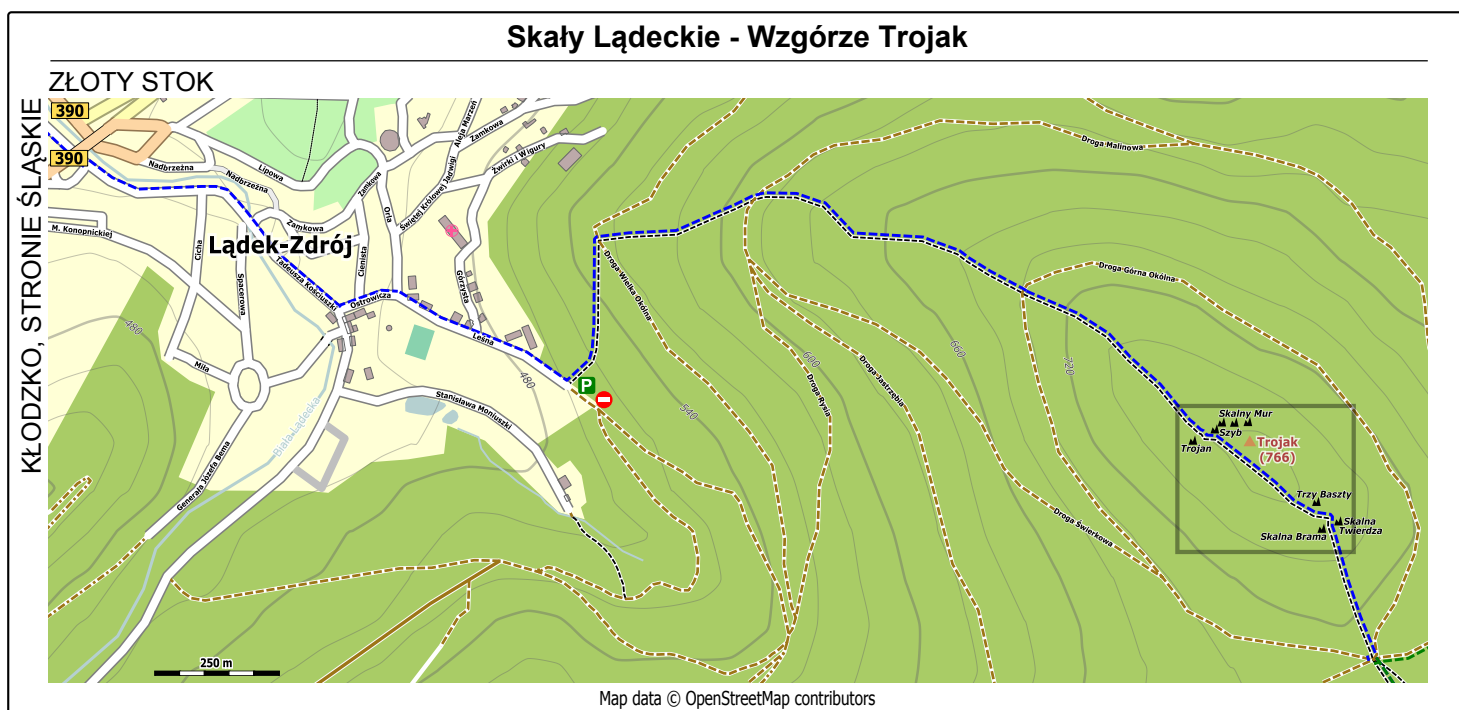 Skały Lądeckie - Wzgórze Trojak
ZŁOTY STOK
KŁODZKO, STRONIE ŚLĄSKIE
390
390
Nadbrzeżna
Nadbrzeżna
Lipowa
Zamkowa
Aleja Marzeń
Żwirki i Wigury
Świętej Królowej Jadwigi
Zamkowa
Orla
Zamkowa
M. Konopnickiej
Cicha
Lądek-Zdrój
Spacerowa
Tadeusza Kościuszki
Cienista
Ostrowicza
Górzysta
Leśna
Miła
Stanisława Moniuszki
Biała Lądecka
Generała Józefa Bema
480
480
540
600
660
720
P
Droga Malinowa
Droga Wielka Okólna
Droga Górna Okólna
Droga Rysia
Droga Jastrzębia
Droga Świerkowa
Skalny Mur
Szyb
Trojan
Trojak
(766)
Trzy Baszty
Skalna
Twierdza
Skalna Brama
250 m
Map data © OpenStreetMap contributors